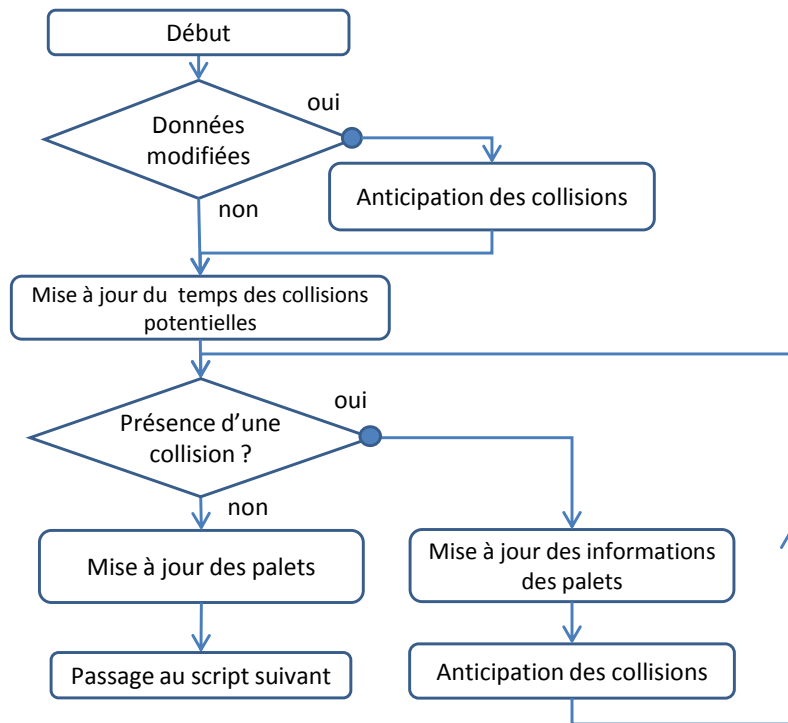 Début
oui
Données
modifiées
non
Anticipation des collisions
Mise à jour du temps des collisions
potentielles
oui
Présence d’une
collision ?
non
Mise à jour des palets
Mise à jour des informations
des palets
Passage au script suivant
Anticipation des collisions